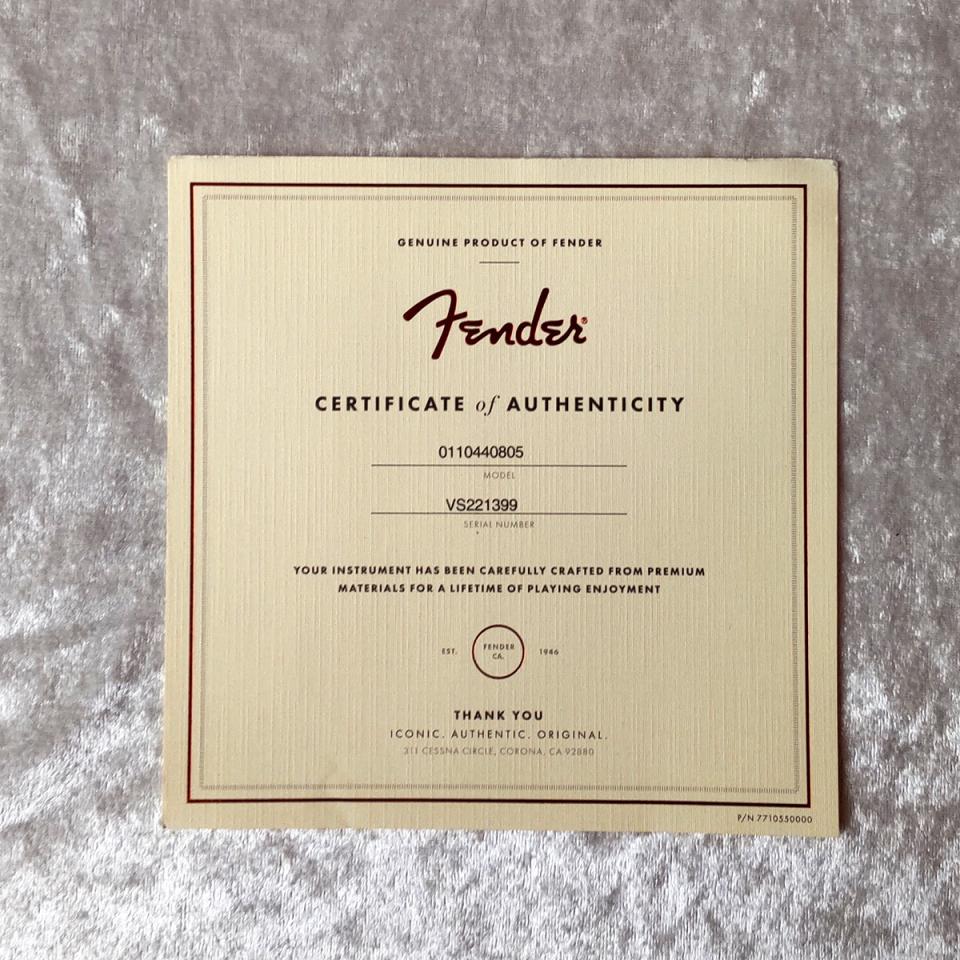 GENUINE PRODUCT OF FENDER
Fender®
CERTIFICATE of AUTHENTICITY
0110440805
MODEL
VS221399
SERIAL NUMBER
YOUR INSTRUMENT HAS BEEN CAREFULLY CRAFTED FROM PREMIUM
MATERIALS FOR A LIFETIME OF PLAYING ENJOYMENT
EST. FENDER CA. 1946
THANK YOU
ICONIC. AUTHENTIC. ORIGINAL.
311 CESSNA CIRCLE, CORONA, CA 92880
P/N 7710550000